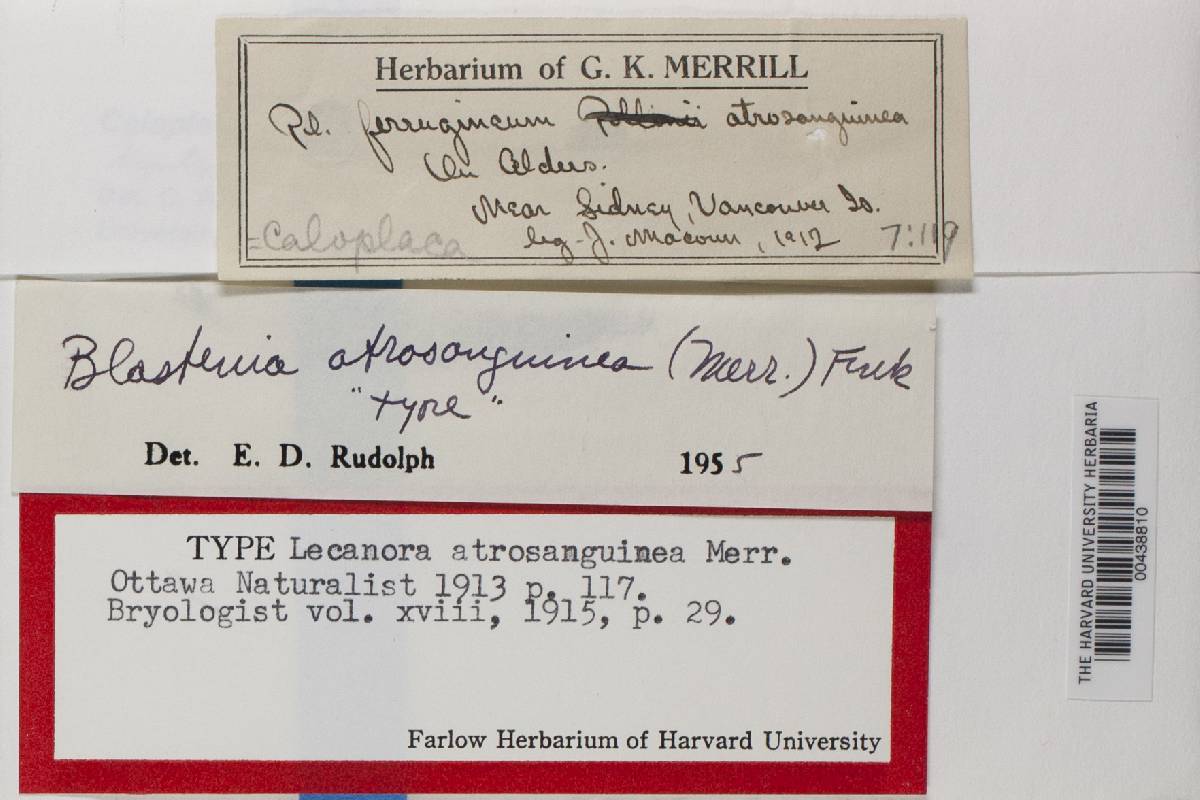 Herbarium of G. K. MERRILL
Pl. ferrugineum Pollinii atrosanguinea
On Alders.
Near Sidney, Vancouver Is.
leg. J. Macoun, 1912
=Caloplaca
7:119
Blastenia atrosanguinea (Merr.) Fink
"type"
Det. E. D. Rudolph 1955
TYPE Lecanora atrosanguinea Merr.
Ottawa Naturalist 1913 p. 117.
Bryologist vol. xviii, 1915, p. 29.
Farlow Herbarium of Harvard University
THE HARVARD UNIVERSITY HERBARIA
00438810